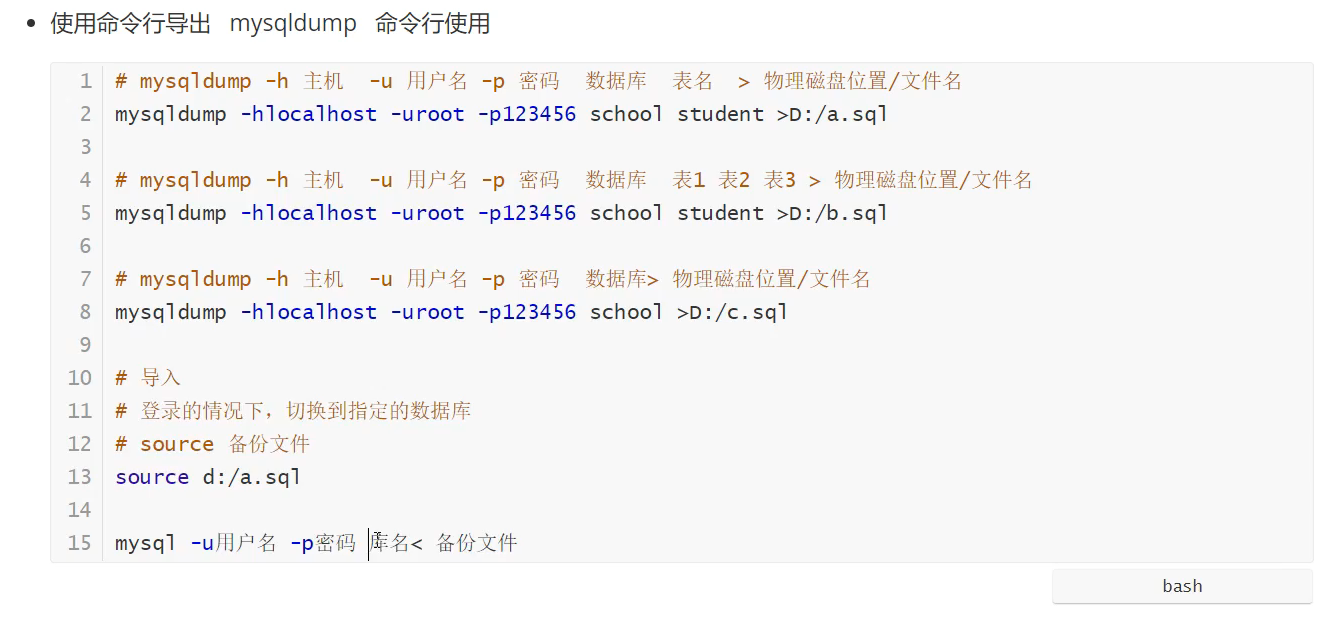 使用命令行导出 mysqldump 命令行使用
1 # mysqldump -h 主机 -u 用户名 -p 密码 数据库 表名 > 物理磁盘位置/文件名
2 mysqldump -hlocalhost -uroot -p123456 school student >D:/a.sql
3
4 # mysqldump -h 主机 -u 用户名 -p 密码 数据库 表1 表2 表3 > 物理磁盘位置/文件名
5 mysqldump -hlocalhost -uroot -p123456 school student >D:/b.sql
6
7 # mysqldump -h 主机 -u 用户名 -p 密码 数据库> 物理磁盘位置/文件名
8 mysqldump -hlocalhost -uroot -p123456 school >D:/c.sql
9
10 # 导入
11 # 登录的情况下，切换到指定的数据库
12 # source 备份文件
13 source d:/a.sql
14
15 mysql -u用户名 -p密码 库名< 备份文件
bash